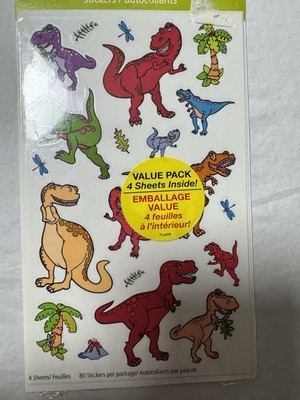 stickers / autocollants
VALUE PACK
4 Sheets Inside!
EMBALLAGE
VALUE
4 feuilles
à l'intérieur!
4 Sheets/ Feuilles
80 Stickers per package/ Autocollants par paquet